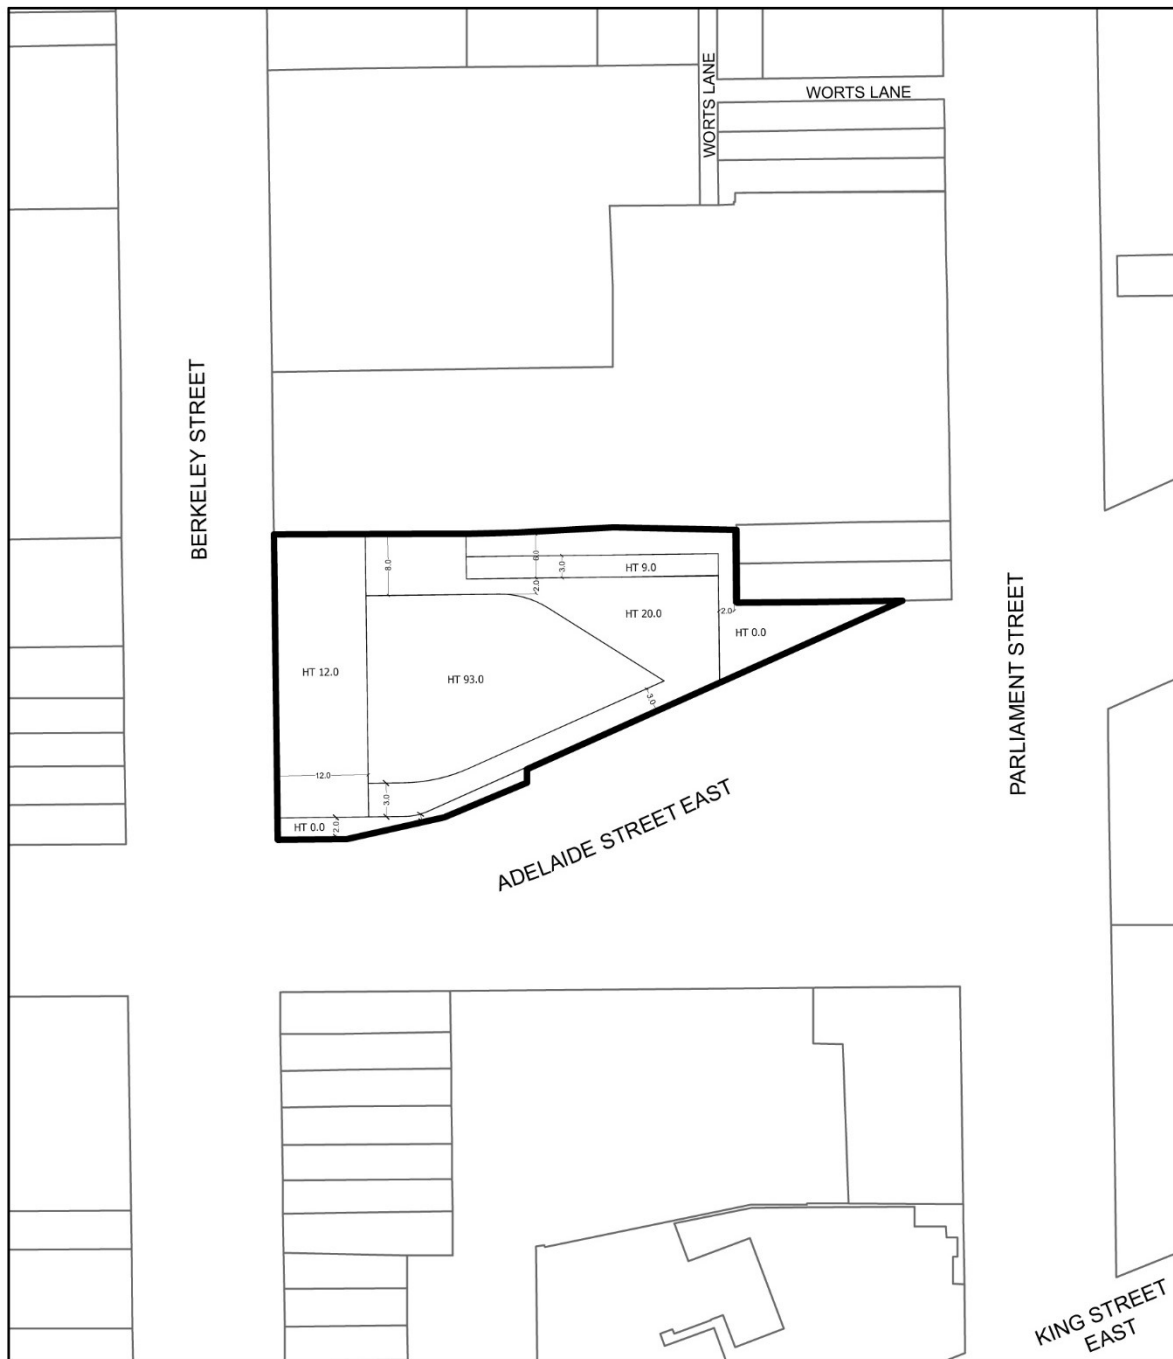 WORTS LANE
WORTS LANE
BERKELEY STREET
8.0
6.0
3.0
HT 9.0
2.0
HT 20.0
2.0
HT 0.0
HT 12.0
HT 93.0
3.0
PARLIAMENT STREET
12.0
3.0
HT 0.0
2.0
ADELAIDE STREET EAST
KING STREET
EAST